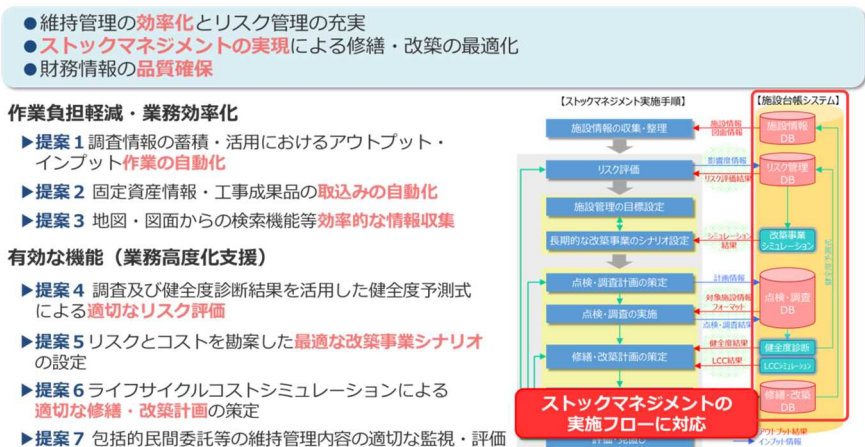 ●維持管理の効率化とリスク管理の充実
●ストックマネジメントの実現による修繕・改築の最適化
●財務情報の品質確保
作業負担軽減・業務効率化
▶提案1 調査情報の蓄積・活用におけるアウトプット・
インプット作業の自動化
▶提案2 固定資産情報・工事成果品の取込みの自動化
▶提案3 地図・図面からの検索機能等効率的な情報収集
有効な機能（業務高度化支援）
▶提案4 調査及び健全度診断結果を活用した健全度予測式
による適切なリスク評価
▶提案5 リスクとコストを勘案した最適な改築事業シナリオ
の設定
▶提案6 ライフサイクルコストシミュレーションによる
適切な修繕・改築計画の策定
▶提案7 包括的民間委託等の維持管理内容の適切な監視・評価
【ストックマネジメント実施手順】
施設情報の収集・整理
リスク評価
施設管理の目標設定
長期的な改築事業のシナリオ設定
点検・調査計画の策定
点検・調査の実施
修繕・改築計画の策定
ストックマネジメントの
実施フローに対応
施設情報
図面情報
影響度情報
リスク評価結果
シミュレーション
結果
計画情報
対象施設情報
フォーマット
点検・調査結果
健全度結果
LCC結果
アウトプット結果
インプット情報
【施設台帳システム】
施設情報
DB
リスク管理
DB
改築事業
シミュレーション
点検・調査
DB
健全度診断
LCCシミュレーション
修繕・改築
DB
健全度予測式